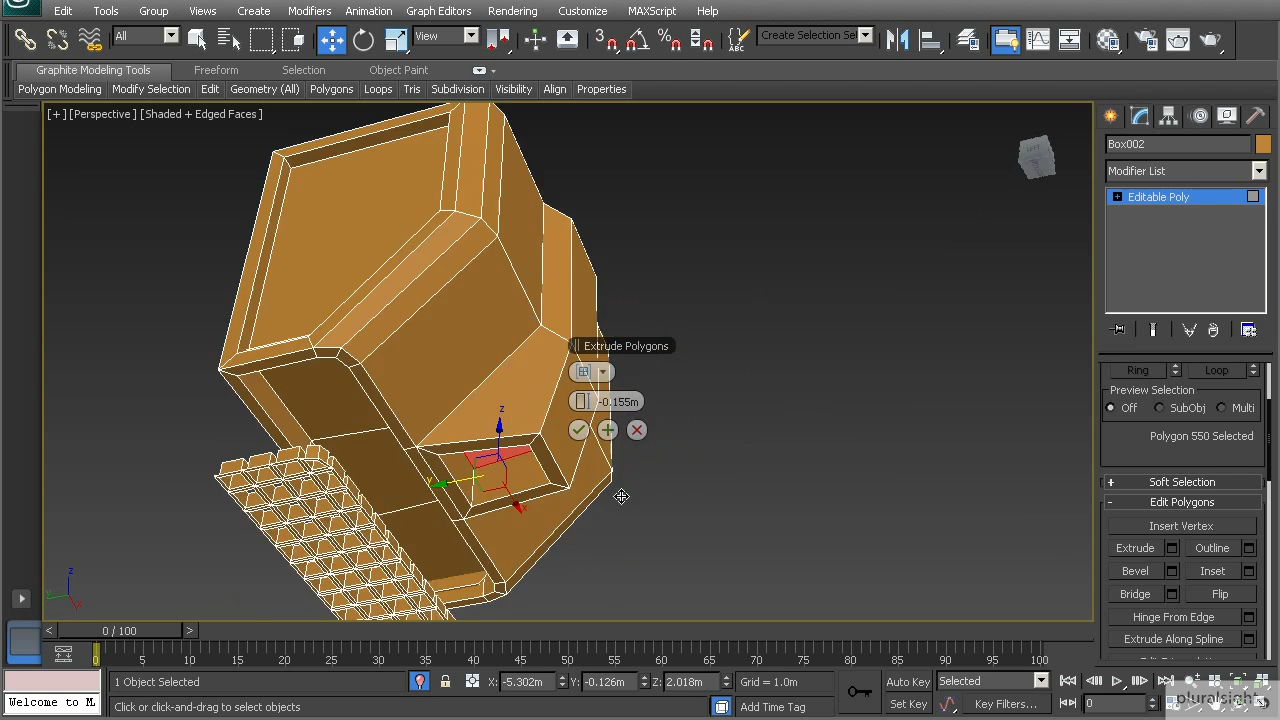 Edit Tools Group Views Create Modifiers Animation Graph Editors Rendering Customize MAXScript Help
All View 3 % ABC Create Selection Se
Graphite Modeling Tools Freeform Selection Object Paint
Polygon Modeling Modify Selection Edit Geometry (All) Polygons Loops Tris Subdivision Visibility Align Properties
[+] [Perspective] [Shaded + Edged Faces]
Box002
Modifier List
Editable Poly
Extrude Polygons
-0.155m
z
y
x
Ring Loop
Preview Selection
Off SubObj Multi
Polygon 550 Selected
+ Soft Selection
- Edit Polygons
Insert Vertex
Extrude Outline
Bevel Inset
Bridge Flip
Hinge From Edge
Extrude Along Spline
z
y
x
< 0 / 100 >
0 5 10 15 20 25 30 35 40 45 50 55 60 65 70 75 80 85 90 95 100
1 Object Selected X: -5.302m Y: -0.126m Z: 2.018m Grid = 1.0m Auto Key Selected
Welcome to M Click or click-and-drag to select objects Add Time Tag Set Key Key Filters... 0
pluralsight